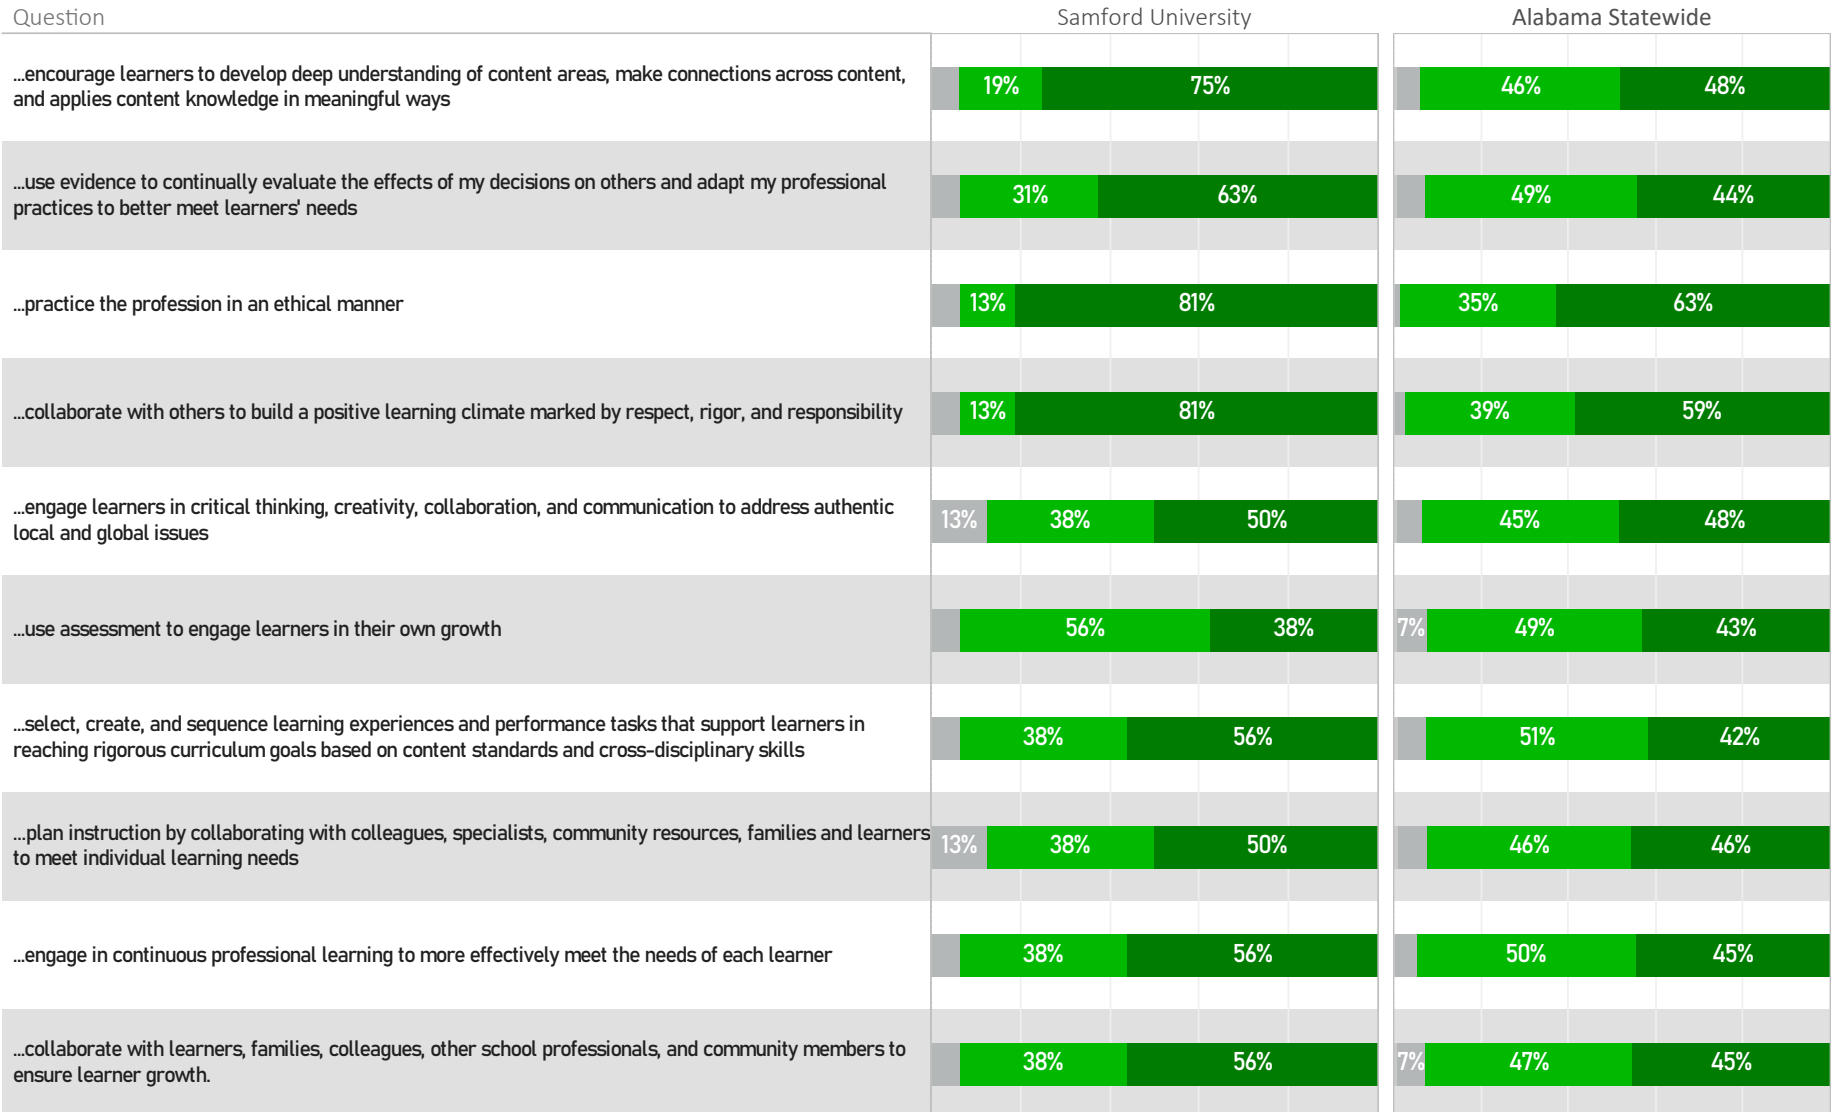 Question Samford University Alabama Statewide
...encourage learners to develop deep understanding of content areas, make connections across content,
and applies content knowledge in meaningful ways
19% 75% 46% 48%
...use evidence to continually evaluate the effects of my decisions on others and adapt my professional
practices to better meet learners' needs
31% 63% 49% 44%
...practice the profession in an ethical manner
13% 81% 35% 63%
...collaborate with others to build a positive learning climate marked by respect, rigor, and responsibility
13% 81% 39% 59%
...engage learners in critical thinking, creativity, collaboration, and communication to address authentic
local and global issues
13% 38% 50% 45% 48%
...use assessment to engage learners in their own growth
56% 38% 7% 49% 43%
...select, create, and sequence learning experiences and performance tasks that support learners in
reaching rigorous curriculum goals based on content standards and cross-disciplinary skills
38% 56% 51% 42%
...plan instruction by collaborating with colleagues, specialists, community resources, families and learners
to meet individual learning needs
13% 38% 50% 46% 46%
...engage in continuous professional learning to more effectively meet the needs of each learner
38% 56% 50% 45%
...collaborate with learners, families, colleagues, other school professionals, and community members to
ensure learner growth.
38% 56% 7% 47% 45%